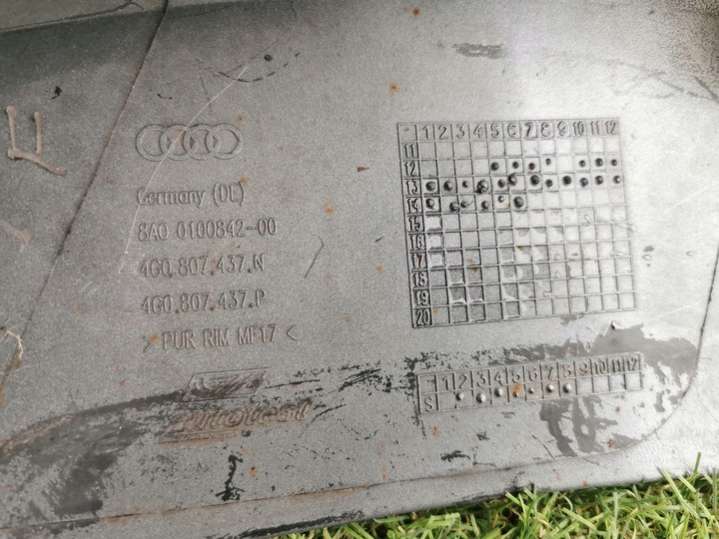 Germany (OL)
8A0 0100842-00
4G0.807.437.N
4G0.807.437.P
> PUR RIM MF17 <
- 1 2 3 4 5 6 7 8 9 10 11 12
11
12
13
14
15
16
17
18
19
20
F 1 2 3 4 5 6 7 8 9 10 11 12
S